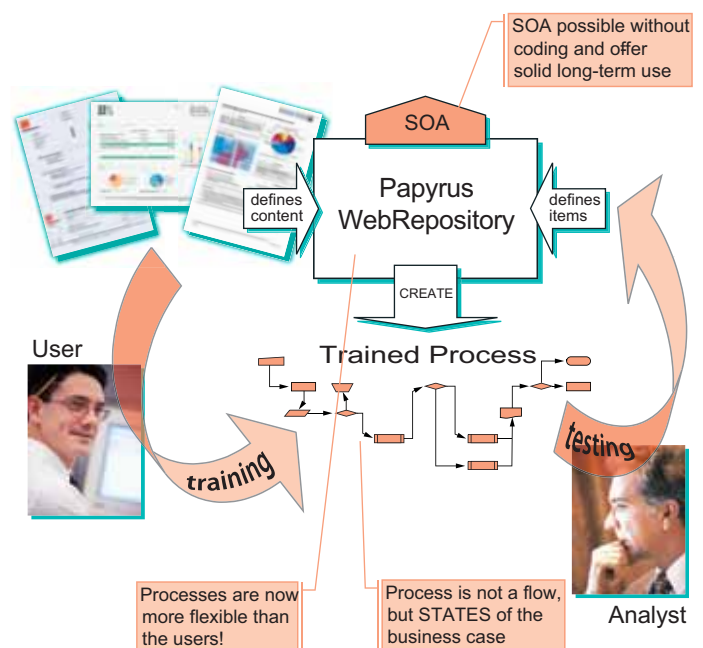 SOA possible without
coding and offer
solid long-term use
SOA
Papyrus
WebRepository
defines
content
defines
items
CREATE
User
Trained Process
training
testing
Processes are now
more flexible than
the users!
Process is not a flow,
but STATES of the
business case
Analyst